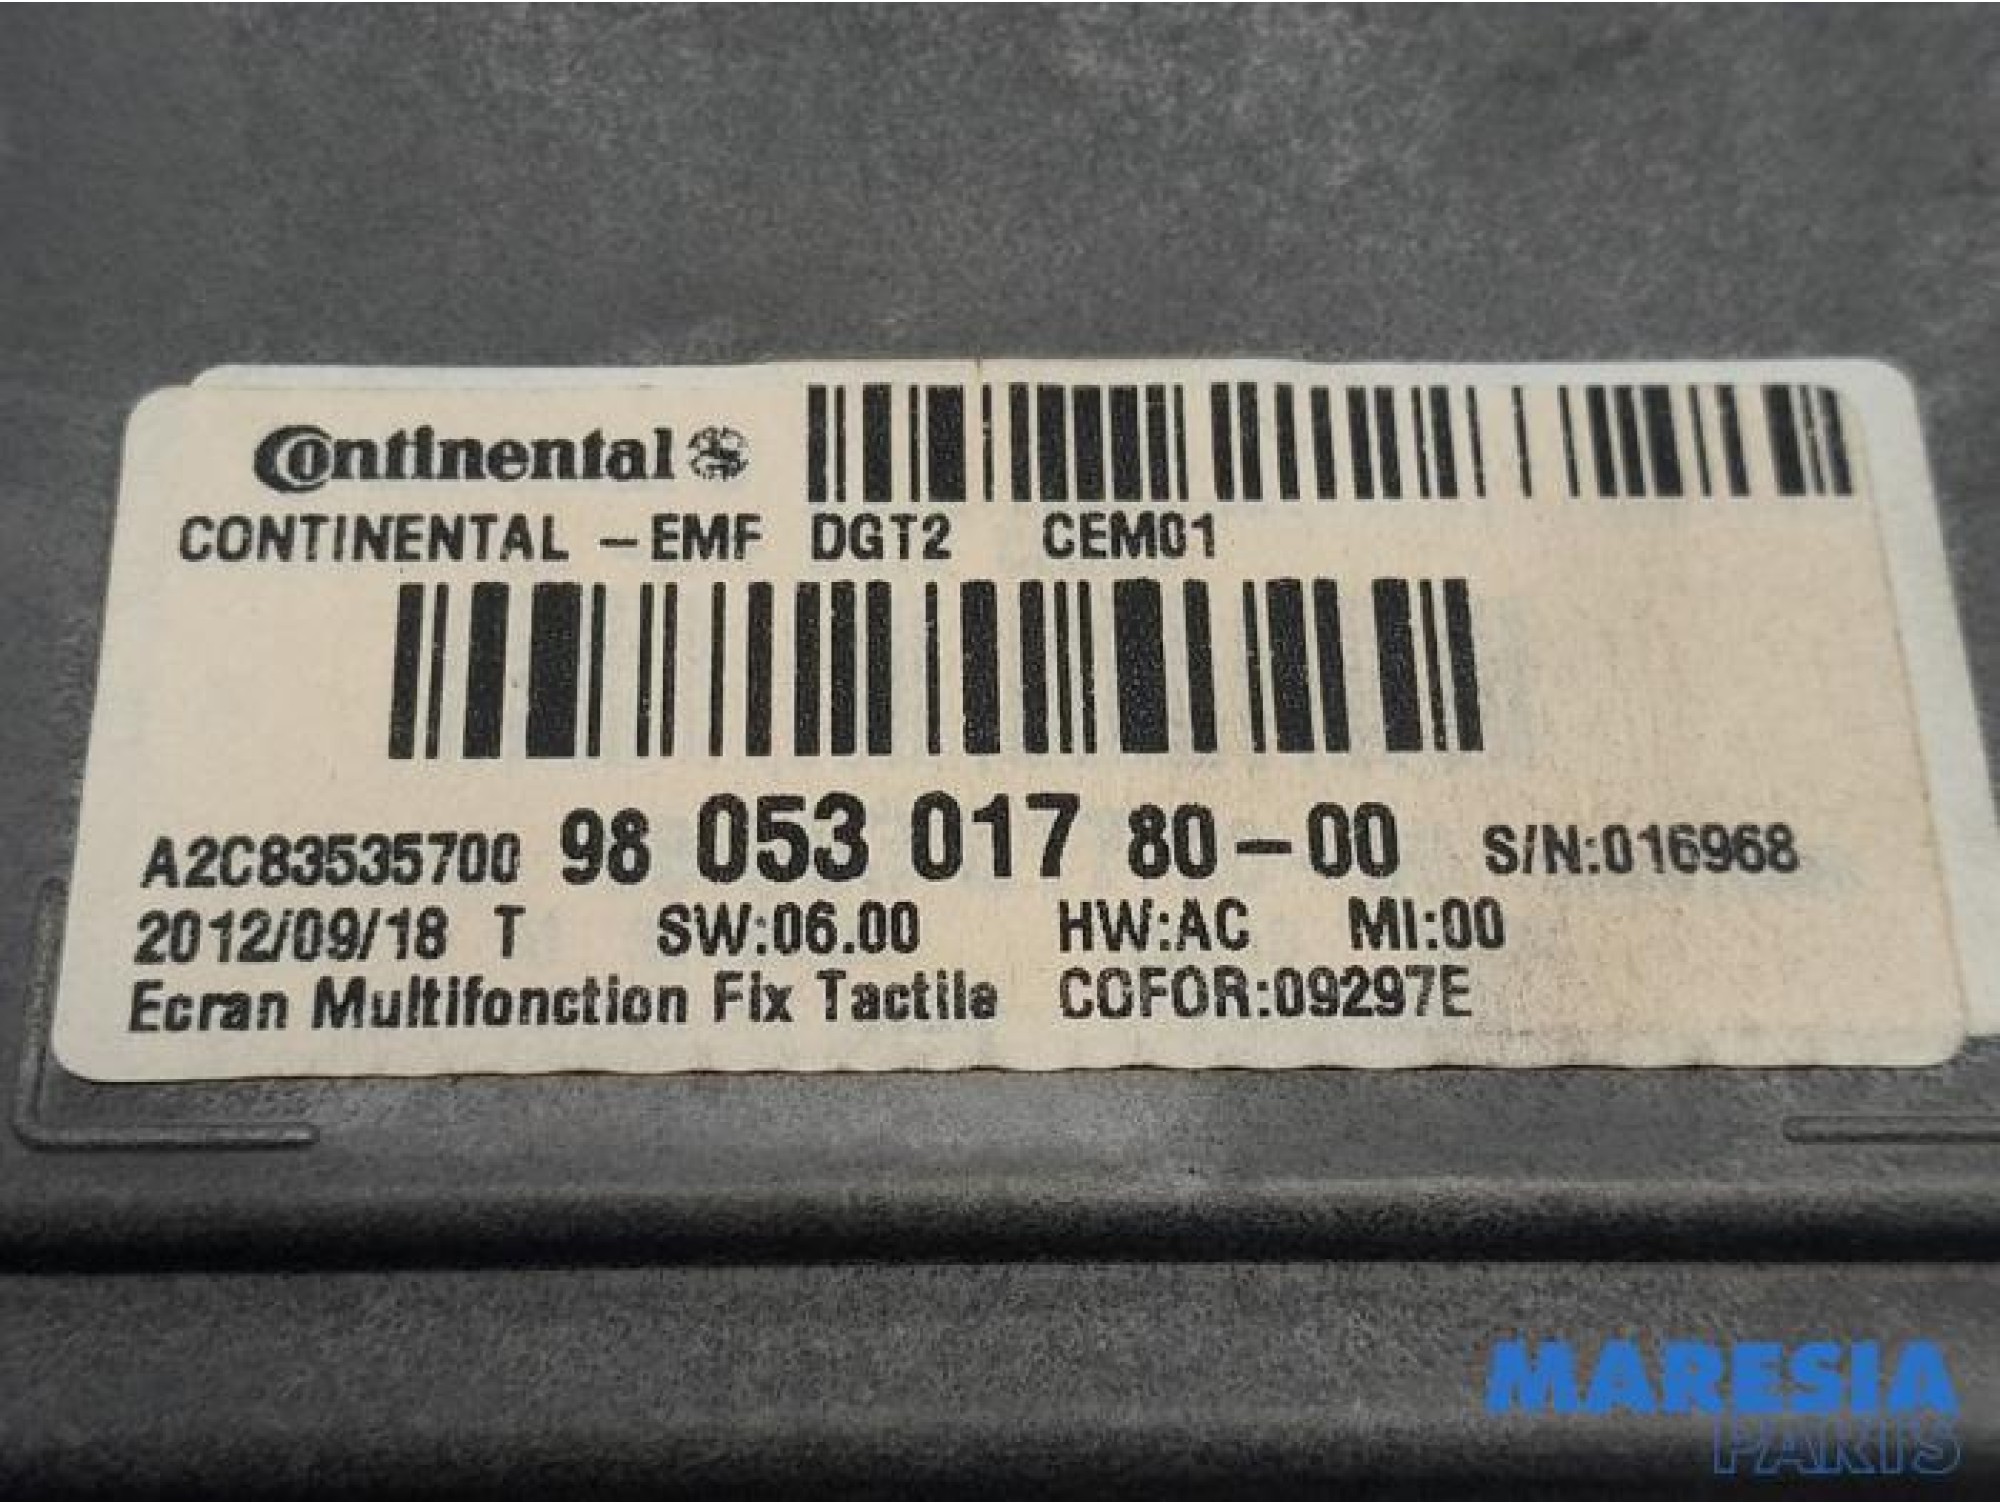 Continental
CONTINENTAL -EMF DGT2 CEM01
A2C83535700 98 053 017 80-00 S/N:016968
2012/09/18 T SW:06.00 HW:AC MI:00
Ecran Multifonction Fix Tactile COFOR:09297E
MARESIA
PARTS